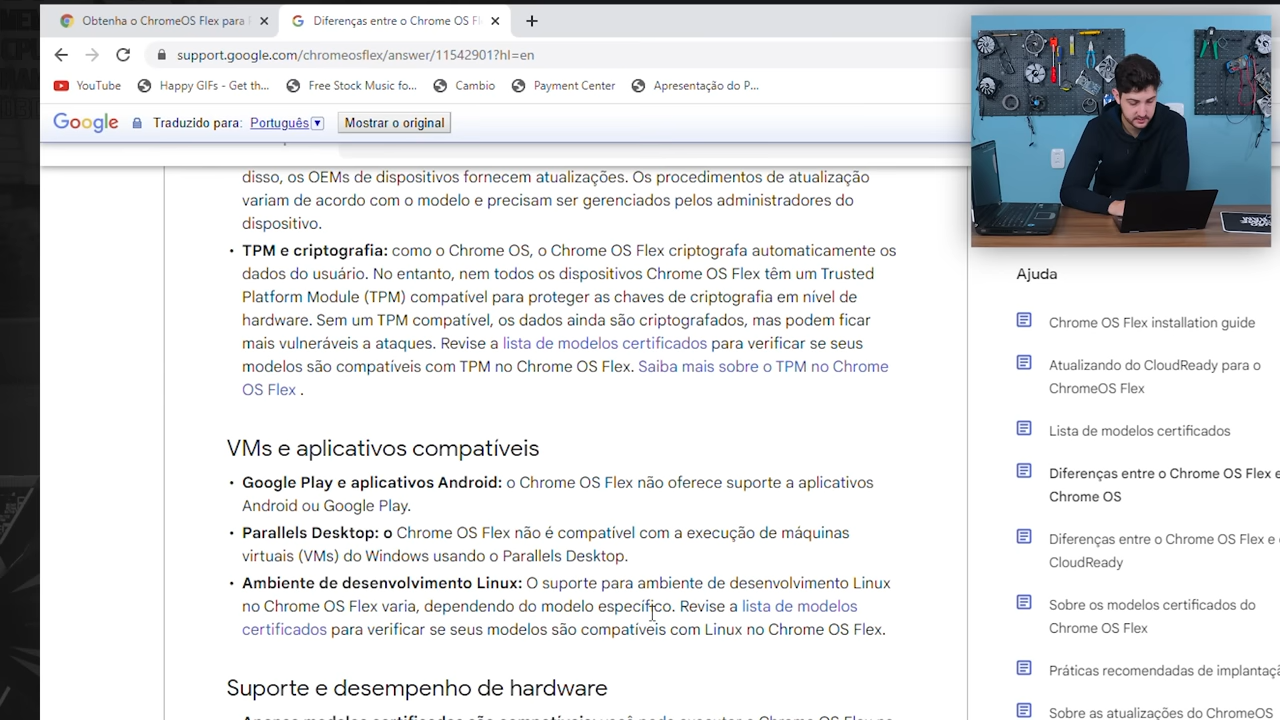 Obtenha o ChromeOS Flex para
Diferenças entre o Chrome OS Fl
support.google.com/chromeosflex/answer/11542901?hl=en
YouTube
Happy GIFs - Get th...
Free Stock Music fo...
Cambio
Payment Center
Apresentação do P...
Google
Traduzido para: Português
Mostrar o original
disso, os OEMs de dispositivos fornecem atualizações. Os procedimentos de atualização
variam de acordo com o modelo e precisam ser gerenciados pelos administradores do
dispositivo.
• TPM e criptografia: como o Chrome OS, o Chrome OS Flex criptografa automaticamente os
dados do usuário. No entanto, nem todos os dispositivos Chrome OS Flex têm um Trusted
Platform Module (TPM) compatível para proteger as chaves de criptografia em nível de
hardware. Sem um TPM compatível, os dados ainda são criptografados, mas podem ficar
mais vulneráveis a ataques. Revise a lista de modelos certificados para verificar se seus
modelos são compatíveis com TPM no Chrome OS Flex. Saiba mais sobre o TPM no Chrome
OS Flex .
VMs e aplicativos compatíveis
• Google Play e aplicativos Android: o Chrome OS Flex não oferece suporte a aplicativos
Android ou Google Play.
• Parallels Desktop: o Chrome OS Flex não é compatível com a execução de máquinas
virtuais (VMs) do Windows usando o Parallels Desktop.
• Ambiente de desenvolvimento Linux: O suporte para ambiente de desenvolvimento Linux
no Chrome OS Flex varia, dependendo do modelo específico. Revise a lista de modelos
certificados para verificar se seus modelos são compatíveis com Linux no Chrome OS Flex.
Suporte e desempenho de hardware
Ajuda
Chrome OS Flex installation guide
Atualizando do CloudReady para o
ChromeOS Flex
Lista de modelos certificados
Diferenças entre o Chrome OS Flex e
Chrome OS
Diferenças entre o Chrome OS Flex e o
CloudReady
Sobre os modelos certificados do
Chrome OS Flex
Práticas recomendadas de implantaçã
Sobre as atualizações do ChromeOS